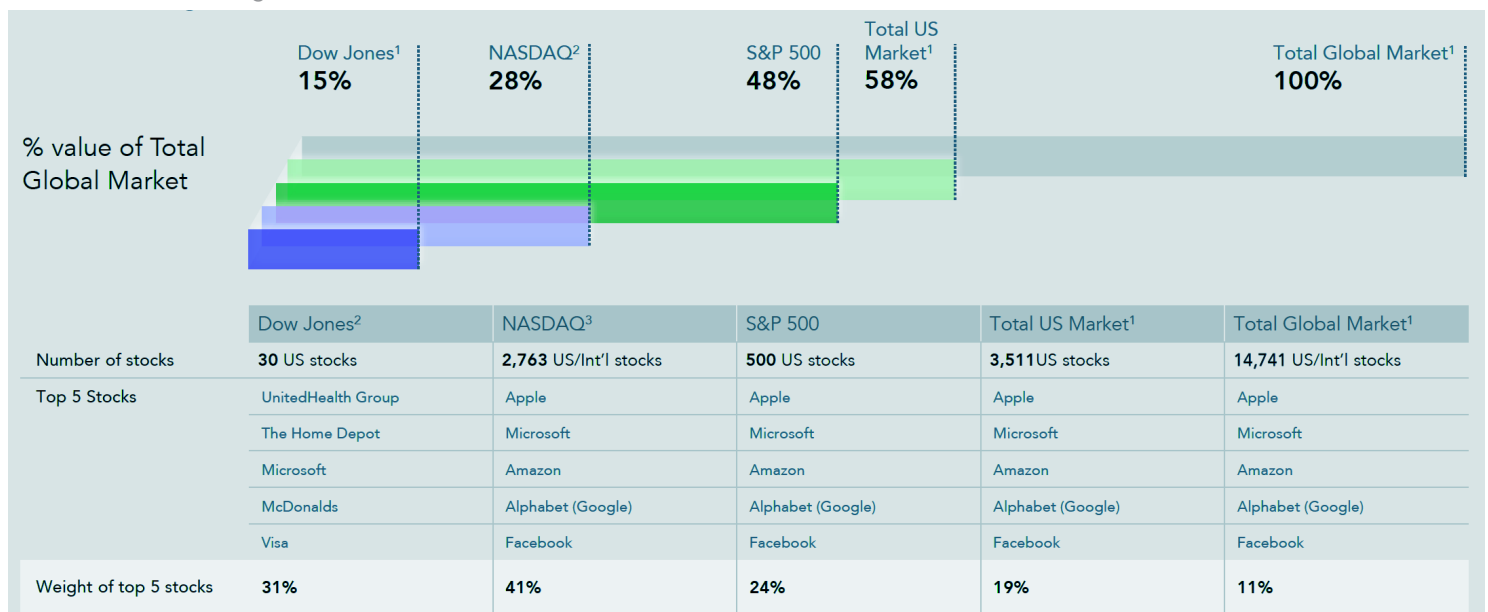 Dow Jones¹
15%
NASDAQ²
28%
S&P 500
48%
Total US
Market¹
58%
Total Global Market¹
100%
% value of Total
Global Market
Dow Jones² NASDAQ³ S&P 500 Total US Market¹ Total Global Market¹
Number of stocks 30 US stocks 2,763 US/Int'l stocks 500 US stocks 3,511US stocks 14,741 US/Int'l stocks
Top 5 Stocks UnitedHealth Group Apple Apple Apple Apple
The Home Depot Microsoft Microsoft Microsoft Microsoft
Microsoft Amazon Amazon Amazon Amazon
McDonalds Alphabet (Google) Alphabet (Google) Alphabet (Google) Alphabet (Google)
Visa Facebook Facebook Facebook Facebook
Weight of top 5 stocks 31% 41% 24% 19% 11%